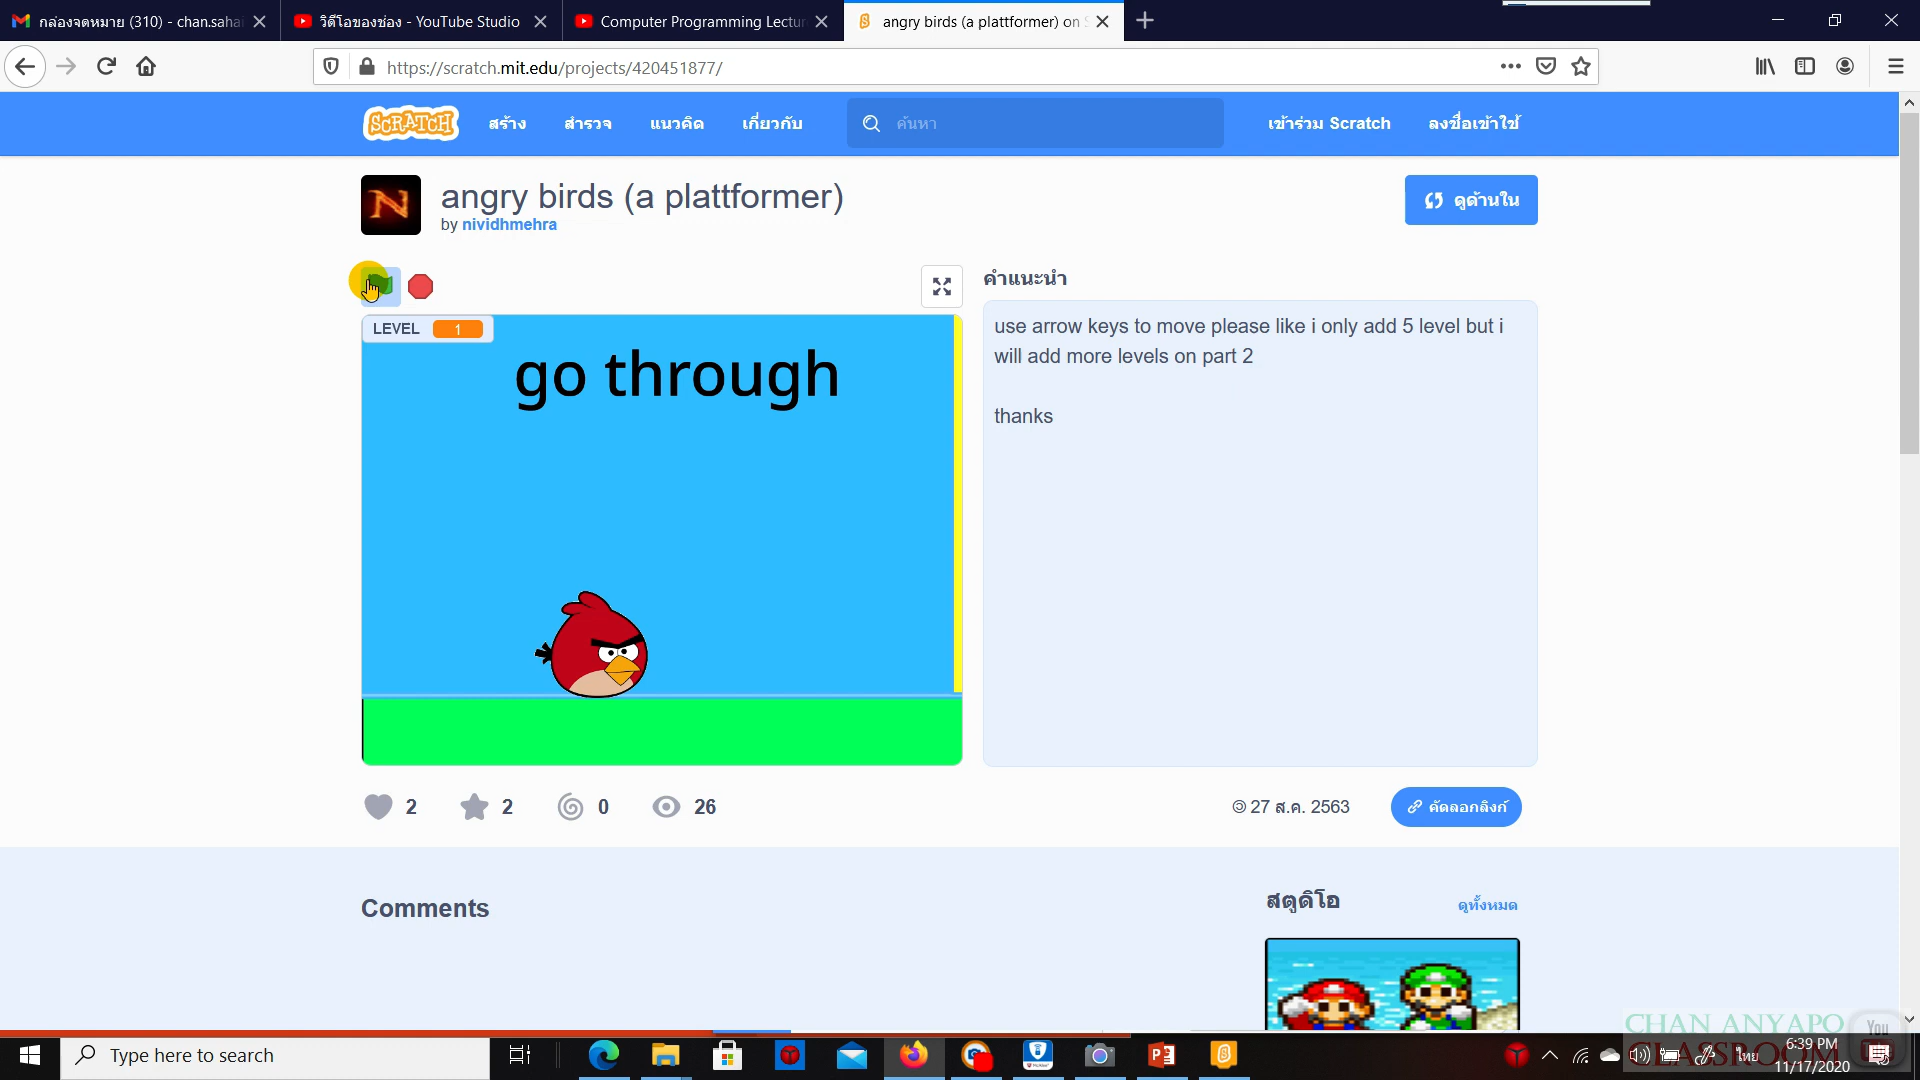 กล่องจดหมาย (310) - chan.saha
วิดีโอของช่อง - YouTube Studio
Computer Programming Lectur
angry birds (a plattformer) on S
https://scratch.mit.edu/projects/420451877/
SCRATCH
สร้าง
สำรวจ
แนวคิด
เกี่ยวกับ
ค้นหา
เข้าร่วม Scratch
ลงชื่อเข้าใช้
N
angry birds (a plattformer)
by nividhmehra
ดูด้านใน
คำแนะนำ
LEVEL 1
go through
use arrow keys to move please like i only add 5 level but i
will add more levels on part 2
thanks
2
2
0
26
27 ส.ค. 2563
คัดลอกลิงก์
Comments
สตูดิโอ
ดูทั้งหมด
CHAN ANYAPO
CLASSROOM
You
Type here to search
ไทย
6:39 PM
11/17/2020